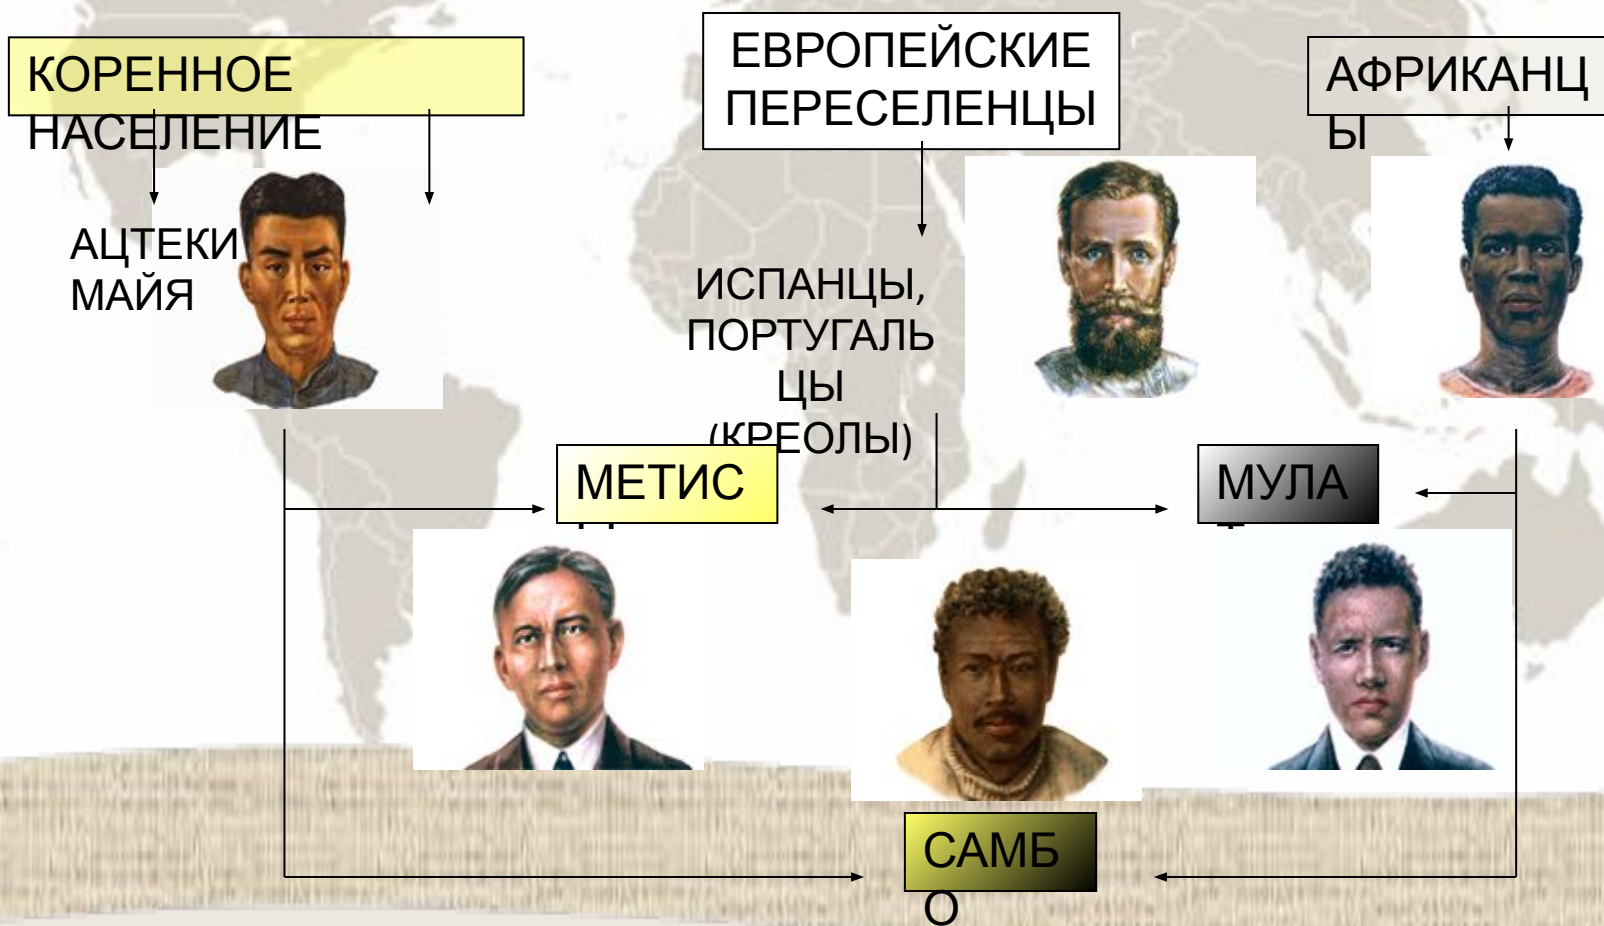 КОРЕННОЕ
НАСЕЛЕНИЕ
ЕВРОПЕЙСКИЕ
ПЕРЕСЕЛЕНЦЫ
АФРИКАНЦ
Ы
АЦТЕКИ
МАЙЯ
ИСПАНЦЫ,
ПОРТУГАЛЬ
ЦЫ
(КРЕОЛЫ)
МЕТИС
МУЛА
САМБ
О